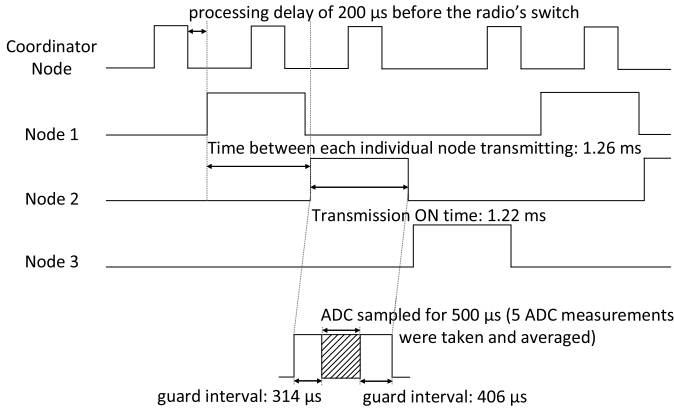 processing delay of 200 µs before the radio's switch
Coordinator
Node
Node 1
Time between each individual node transmitting: 1.26 ms
Node 2
Transmission ON time: 1.22 ms
Node 3
ADC sampled for 500 µs (5 ADC measurements
were taken and averaged)
guard interval: 314 µs
guard interval: 406 µs